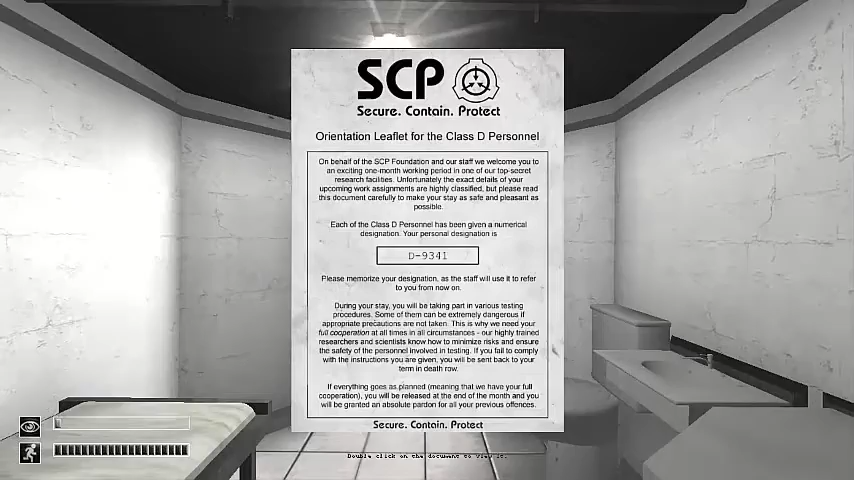 SCP
Secure. Contain. Protect
Orientation Leaflet for the Class D Personnel
On behalf of the SCP Foundation and our staff we welcome you to
an exciting one-month working period in one of our top-secret
research facilities. Unfortunately the exact details of your
upcoming work assignments are highly classified, but please read
this document carefully to make your stay as safe and pleasant as
possible.
Each of the Class D Personnel has been given a numerical
designation. Your personal designation is
D-9341
Please memorize your designation, as the staff will use it to refer
to you from now on.
During your stay, you will be taking part in various testing
procedures. Some of them can be extremely dangerous if
appropriate precautions are not taken. This is why we need your
full cooperation at all times in all circumstances - our highly trained
researchers and scientists know how to minimize risks and ensure
the safety of the personnel involved in testing. If you fail to comply
with the instructions you are given, you will be sent back to your
term in death row.
If everything goes as planned (meaning that we have your full
cooperation), you will be released at the end of the month and you
will be granted an absolute pardon for all your previous offences.
Secure. Contain. Protect
Double click on the document to view it.